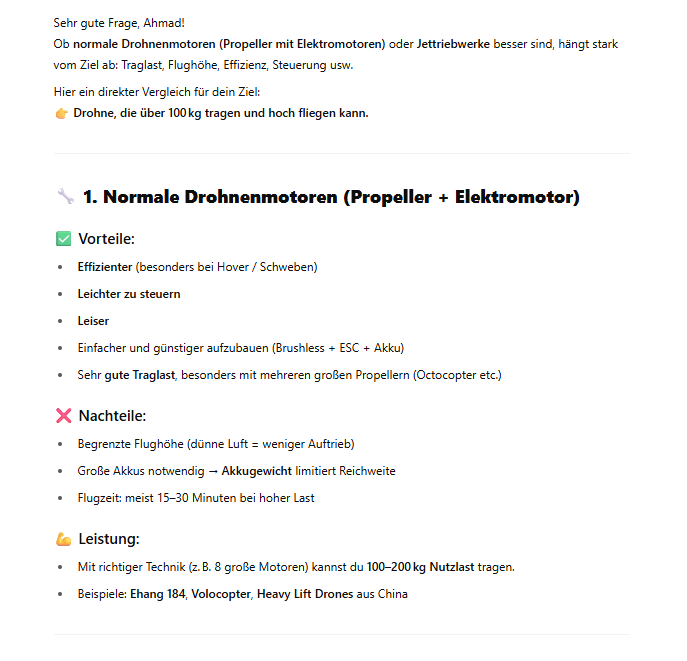 Sehr gute Frage, Ahmad!
Ob normale Drohnenmotoren (Propeller mit Elektromotoren) oder Jettriebwerke besser sind, hängt stark
vom Ziel ab: Traglast, Flughöhe, Effizienz, Steuerung usw.
Hier ein direkter Vergleich für dein Ziel:
👉 Drohne, die über 100 kg tragen und hoch fliegen kann.
🔧 1. Normale Drohnenmotoren (Propeller + Elektromotor)
✅ Vorteile:
• Effizienter (besonders bei Hover / Schweben)
• Leichter zu steuern
• Leiser
• Einfacher und günstiger aufzubauen (Brushless + ESC + Akku)
• Sehr gute Traglast, besonders mit mehreren großen Propellern (Octocopter etc.)
❌ Nachteile:
• Begrenzte Flughöhe (dünne Luft = weniger Auftrieb)
• Große Akkus notwendig → Akkugewicht limitiert Reichweite
• Flugzeit: meist 15–30 Minuten bei hoher Last
💪 Leistung:
• Mit richtiger Technik (z. B. 8 große Motoren) kannst du 100–200 kg Nutzlast tragen.
• Beispiele: Ehang 184, Volocopter, Heavy Lift Drones aus China